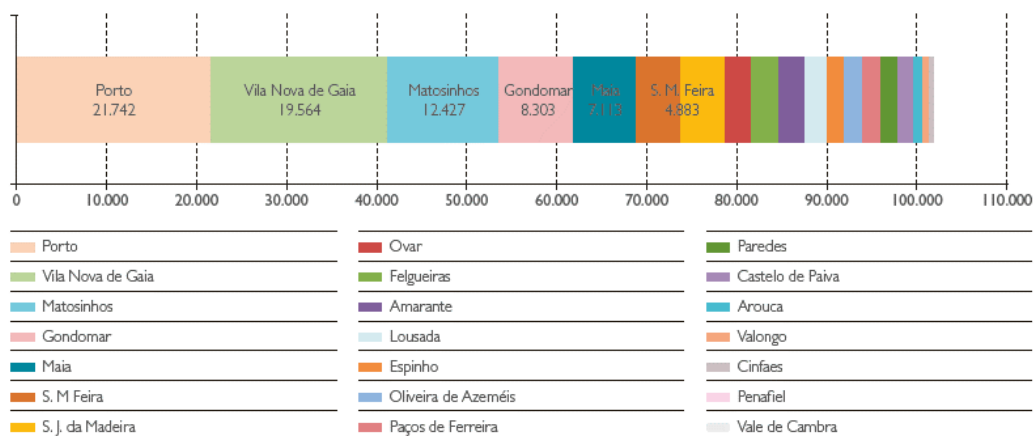 Porto
21.742
Vila Nova de Gaia
19.564
Matosinhos
12.427
Gondomar
8.303
Maia
7.113
S. M. Feira
4.883
0
10.000
20.000
30.000
40.000
50.000
60.000
70.000
80.000
90.000
100.000
110.000
Porto
Vila Nova de Gaia
Matosinhos
Gondomar
Maia
S. M Feira
S. J. da Madeira
Ovar
Felgueiras
Amarante
Lousada
Espinho
Oliveira de Azeméis
Paços de Ferreira
Paredes
Castelo de Paiva
Arouca
Valongo
Cinfaes
Penafiel
Vale de Cambra